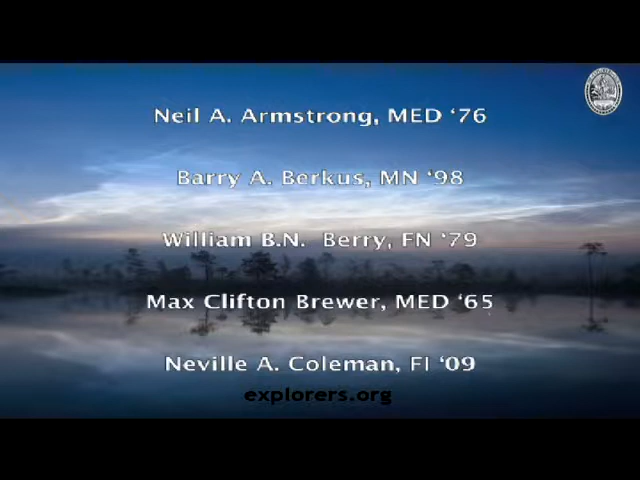 Neil A. Armstrong, MED ‘76
Barry A. Berkus, MN ‘98
William B.N. Berry, FN ‘79
Max Clifton Brewer, MED ‘65
Neville A. Coleman, FI ‘09
explorers.org